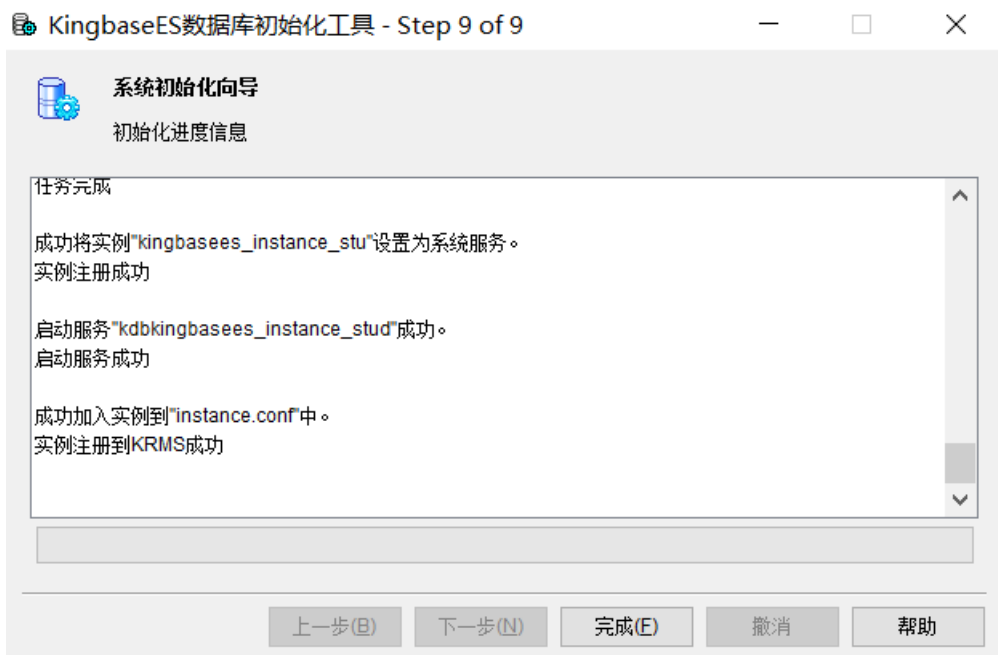 KingbaseES数据库初始化工具 - Step 9 of 9
系统初始化向导
初始化进度信息
任务完成
成功将实例"kingbasees_instance_stu"设置为系统服务。
实例注册成功
启动服务"kdbkingbasees_instance_stud"成功。
启动服务成功
成功加入实例到"instance.conf"中。
实例注册到KRMS成功
上一步(B) 下一步(N) 完成(F) 撤消 帮助